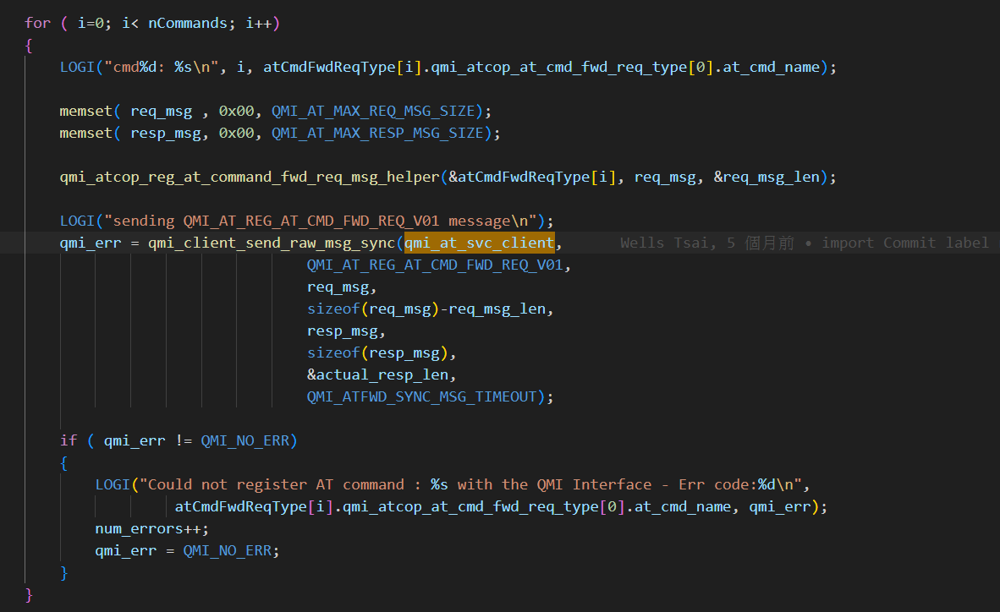 for ( i=0; i< nCommands; i++)
{
LOGI("cmd%d: %s\n", i, atCmdFwdReqType[i].qmi_atcop_at_cmd_fwd_req_type[0].at_cmd_name);
memset( req_msg , 0x00, QMI_AT_MAX_REQ_MSG_SIZE);
memset( resp_msg, 0x00, QMI_AT_MAX_RESP_MSG_SIZE);
qmi_atcop_reg_at_command_fwd_req_msg_helper(&atCmdFwdReqType[i], req_msg, &req_msg_len);
LOGI("sending QMI_AT_REG_AT_CMD_FWD_REQ_V01 message\n");
qmi_err = qmi_client_send_raw_msg_sync(qmi_at_svc_client, Wells Tsai, 5 個月前 • import Commit label
QMI_AT_REG_AT_CMD_FWD_REQ_V01,
req_msg,
sizeof(req_msg)-req_msg_len,
resp_msg,
sizeof(resp_msg),
&actual_resp_len,
QMI_ATFWD_SYNC_MSG_TIMEOUT);
if ( qmi_err != QMI_NO_ERR)
{
LOGI("Could not register AT command : %s with the QMI Interface - Err code:%d\n",
atCmdFwdReqType[i].qmi_atcop_at_cmd_fwd_req_type[0].at_cmd_name, qmi_err);
num_errors++;
qmi_err = QMI_NO_ERR;
}
}